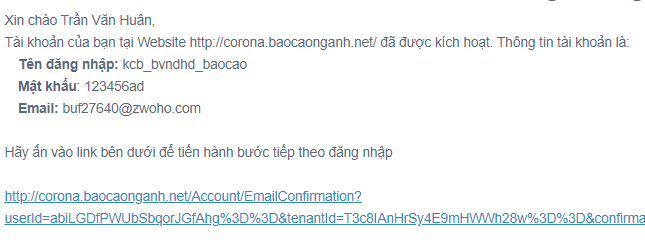 Xin chào Trần Văn Huân,
Tài khoản của bạn tại Website http://corona.baocaonganh.net/ đã được kích hoạt. Thông tin tài khoản là:
Tên đăng nhập: kcb_bvndhd_baocao
Mật khẩu: 123456ad
Email: buf27640@zwoho.com
Hãy ấn vào link bên dưới để tiến hành bước tiếp theo đăng nhập
http://corona.baocaonganh.net/Account/EmailConfirmation?
userId=abiLGDfPWUbSbqorJGfAhg%3D%3D&tenantId=T3c8IAnHrSy4E9mHWWh28w%3D%3D&confirma